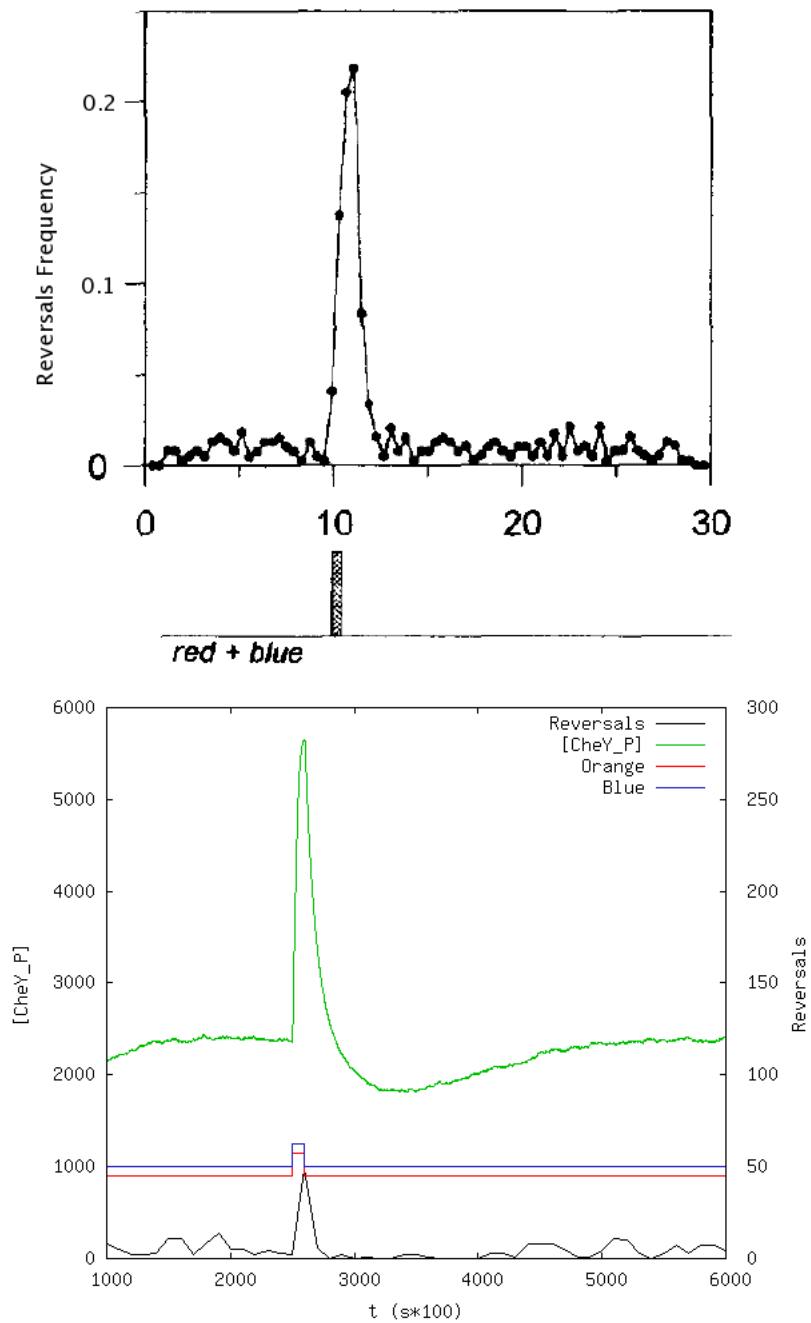 0.2
Reversals Frequency
0.1
0
0 10 20 30
red + blue
6000 300
Reversals
[CheY_P]
Orange
Blue
5000 250
4000 200
[CheY_P]
3000 150
Reversals
2000 100
1000 50
0 0
1000 2000 3000 4000 5000 6000
t (s*100)